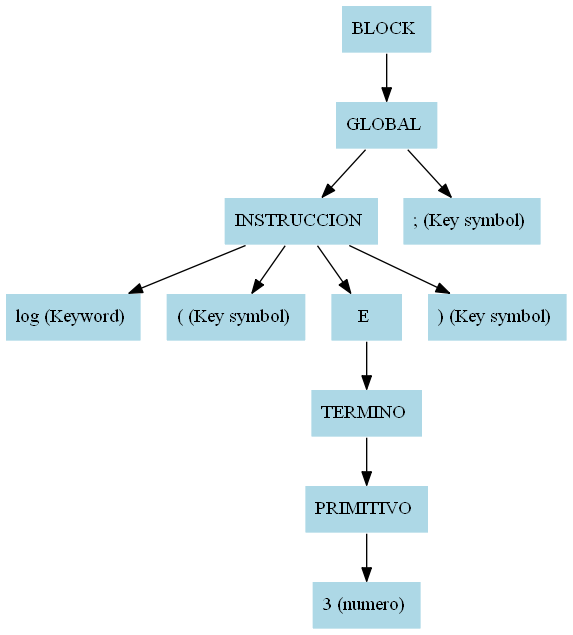 BLOCK
GLOBAL
INSTRUCCION
; (Key symbol)
log (Keyword)
( (Key symbol)
E
) (Key symbol)
TERMINO
PRIMITIVO
3 (numero)